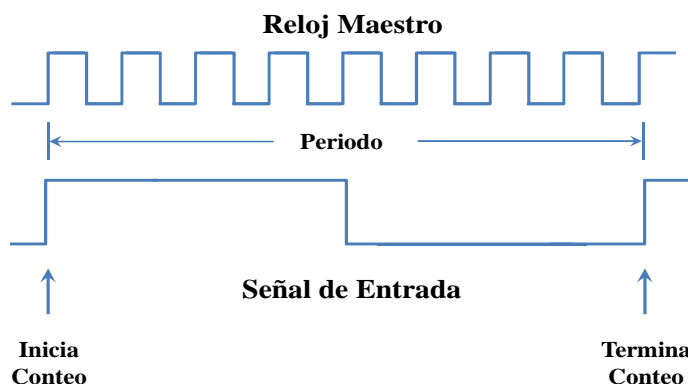 Reloj Maestro
Periodo
Señal de Entrada
Inicia
Conteo
Termina
Conteo